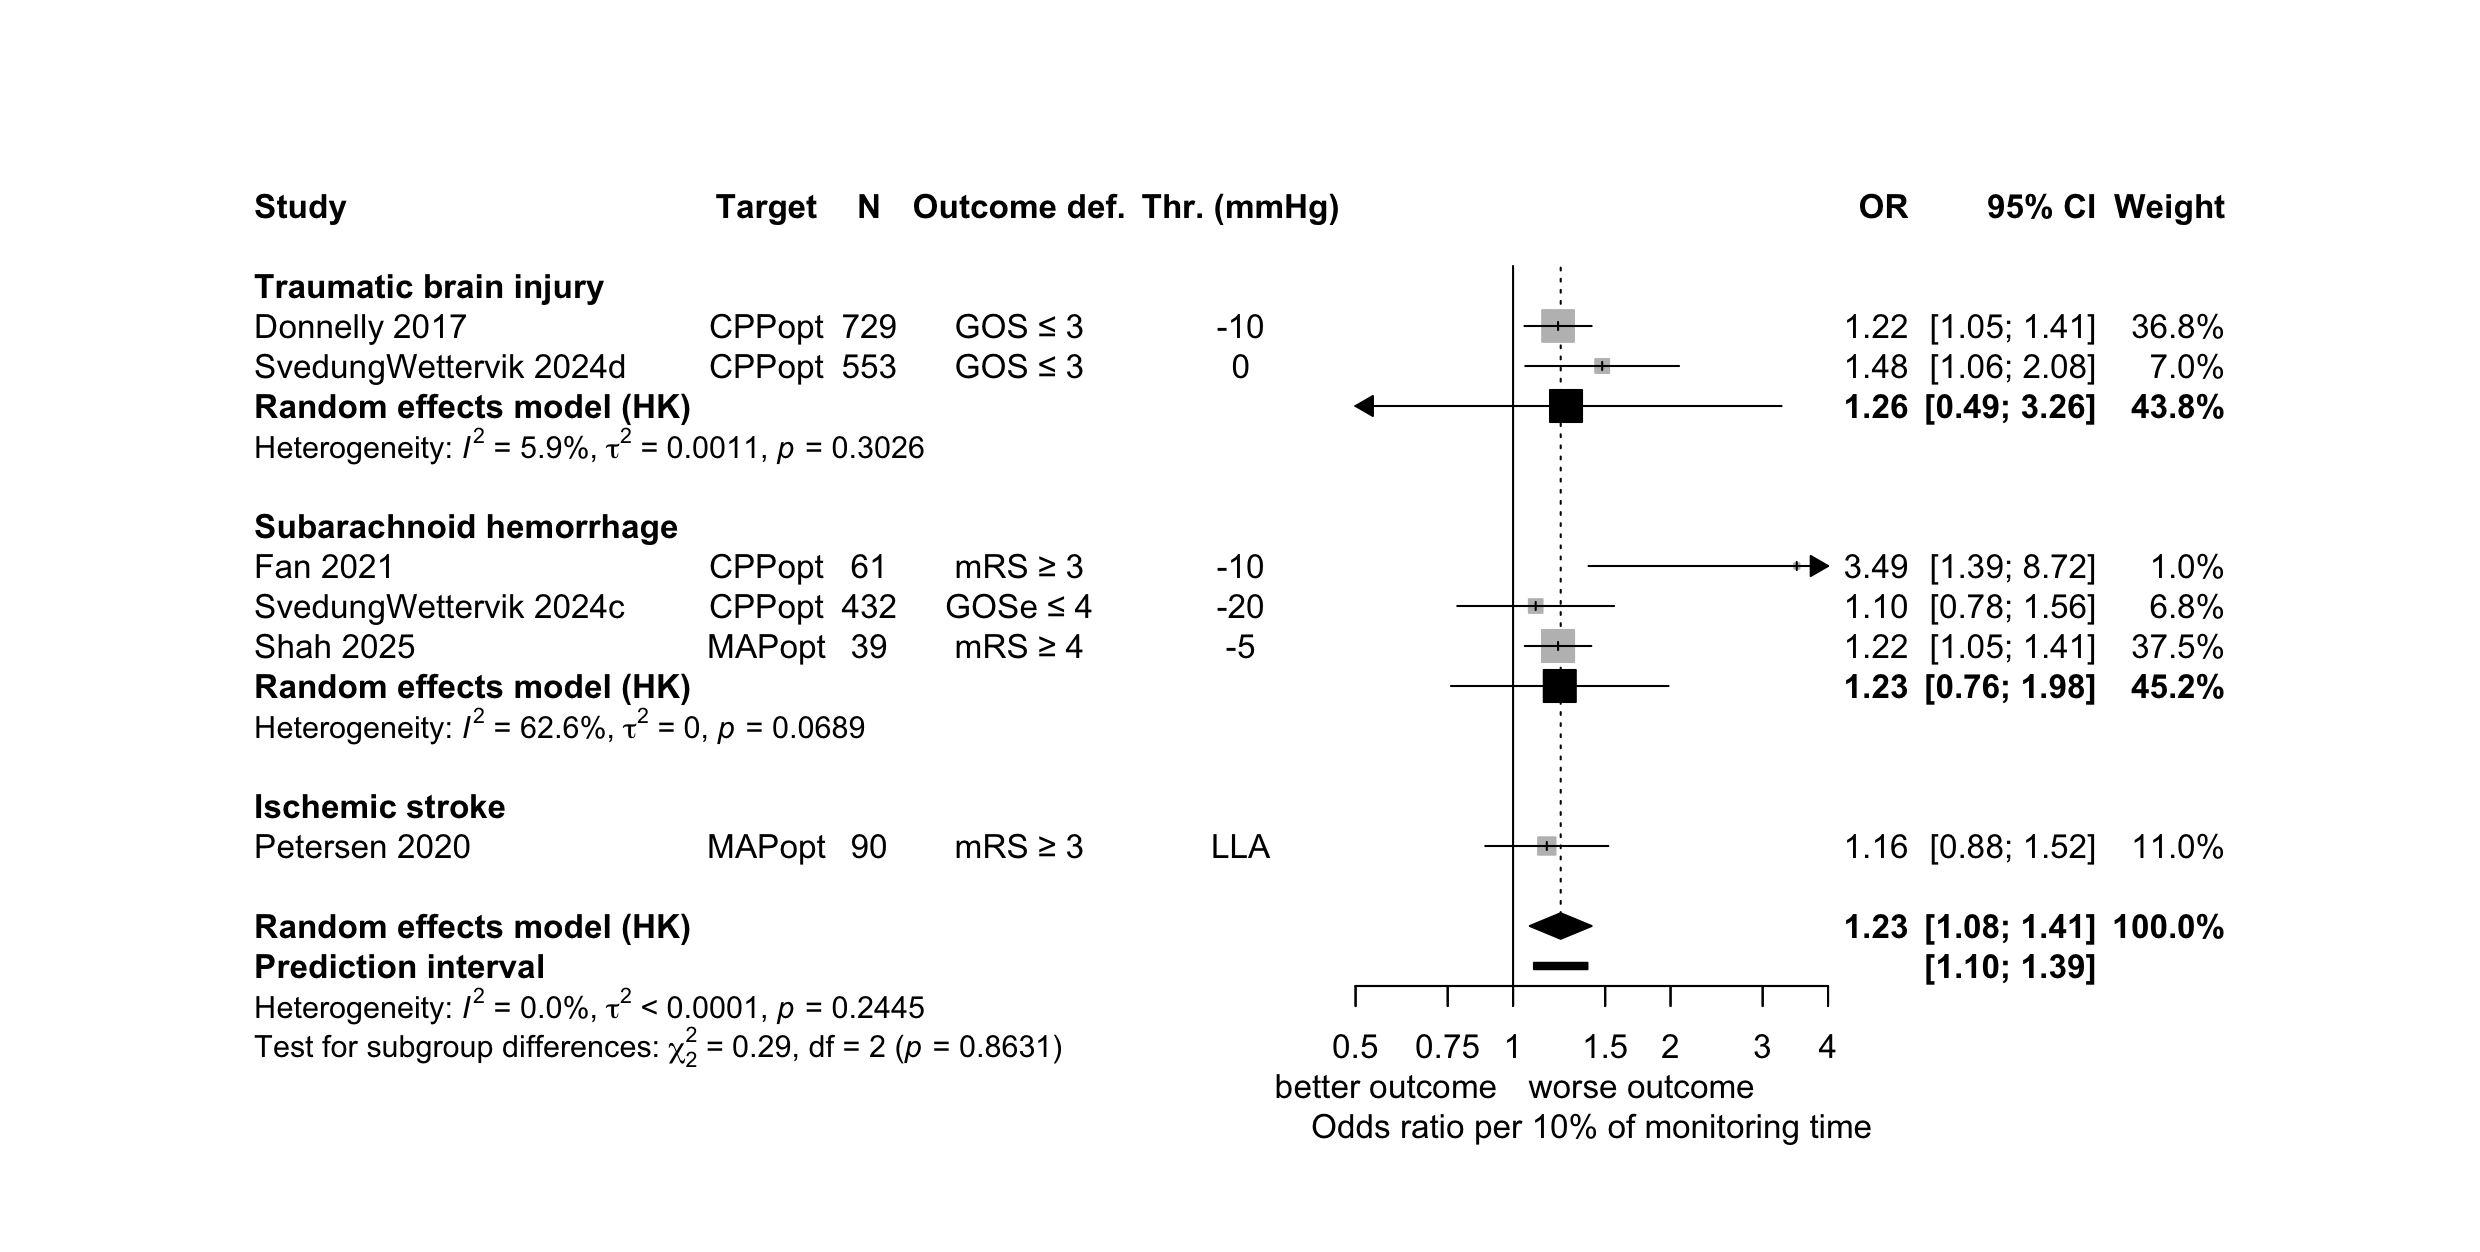 Study Target N Outcome def. Thr. (mmHg) OR 95% CI Weight
Traumatic brain injury
Donnelly 2017 CPPopt 729 GOS ≤ 3 -10 1.22 [1.05; 1.41] 36.8%
SvedungWettervik 2024d CPPopt 553 GOS ≤ 3 0 1.48 [1.06; 2.08] 7.0%
Random effects model (HK) 1.26 [0.49; 3.26] 43.8%
Heterogeneity: I² = 5.9%, τ² = 0.0011, p = 0.3026
Subarachnoid hemorrhage
Fan 2021 CPPopt 61 mRS ≥ 3 -10 3.49 [1.39; 8.72] 1.0%
SvedungWettervik 2024c CPPopt 432 GOSe ≤ 4 -20 1.10 [0.78; 1.56] 6.8%
Shah 2025 MAPopt 39 mRS ≥ 4 -5 1.22 [1.05; 1.41] 37.5%
Random effects model (HK) 1.23 [0.76; 1.98] 45.2%
Heterogeneity: I² = 62.6%, τ² = 0, p = 0.0689
Ischemic stroke
Petersen 2020 MAPopt 90 mRS ≥ 3 LLA 1.16 [0.88; 1.52] 11.0%
Random effects model (HK) 1.23 [1.08; 1.41] 100.0%
Prediction interval [1.10; 1.39]
Heterogeneity: I² = 0.0%, τ² < 0.0001, p = 0.2445
Test for subgroup differences: χ²₂ = 0.29, df = 2 (p = 0.8631)
0.5 0.75 1 1.5 2 3 4
better outcome worse outcome
Odds ratio per 10% of monitoring time